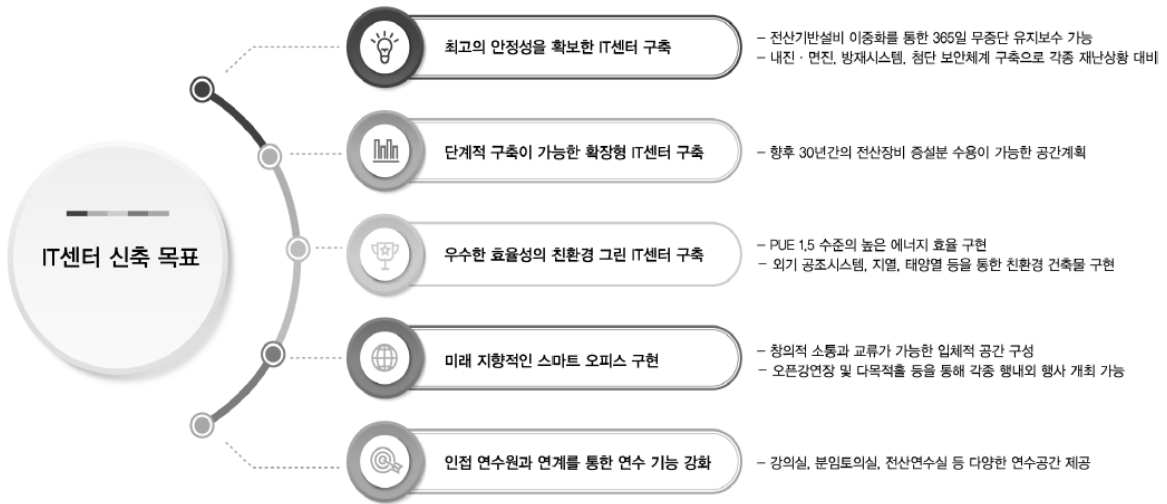 IT센터 신축 목표
최고의 안정성을 확보한 IT센터 구축
- 전산기반설비 이중화를 통한 365일 무중단 유지보수 가능
- 내진 · 면진, 방재시스템, 첨단 보안체계 구축으로 각종 재난상황 대비
단계적 구축이 가능한 확장형 IT센터 구축
- 향후 30년간의 전산장비 증설분 수용이 가능한 공간계획
우수한 효율성의 친환경 그린 IT센터 구축
- PUE 1.5 수준의 높은 에너지 효율 구현
- 외기 공조시스템, 지열, 태양열 등을 통한 친환경 건축물 구현
미래 지향적인 스마트 오피스 구현
- 창의적 소통과 교류가 가능한 입체적 공간 구성
- 오픈강연장 및 다목적홀 등을 통해 각종 행내외 행사 개최 가능
인접 연수원과 연계를 통한 연수 기능 강화
- 강의실, 분임토의실, 전산연수실 등 다양한 연수공간 제공